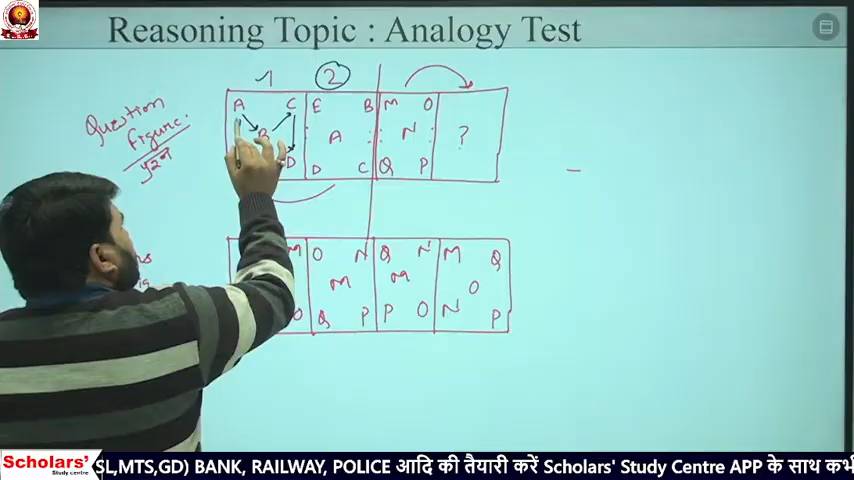 Reasoning Topic : Analogy Test
1 2
Question
figure.
प्रश्न
A C E B M O
B A N ?
D D C Q P
M O N Q N M Q
M M O
O Q P P O N P
Scholars'
Study centre
SL,MTS,GD) BANK, RAILWAY, POLICE आदि की तैयारी करें Scholars' Study Centre APP के साथ कभी